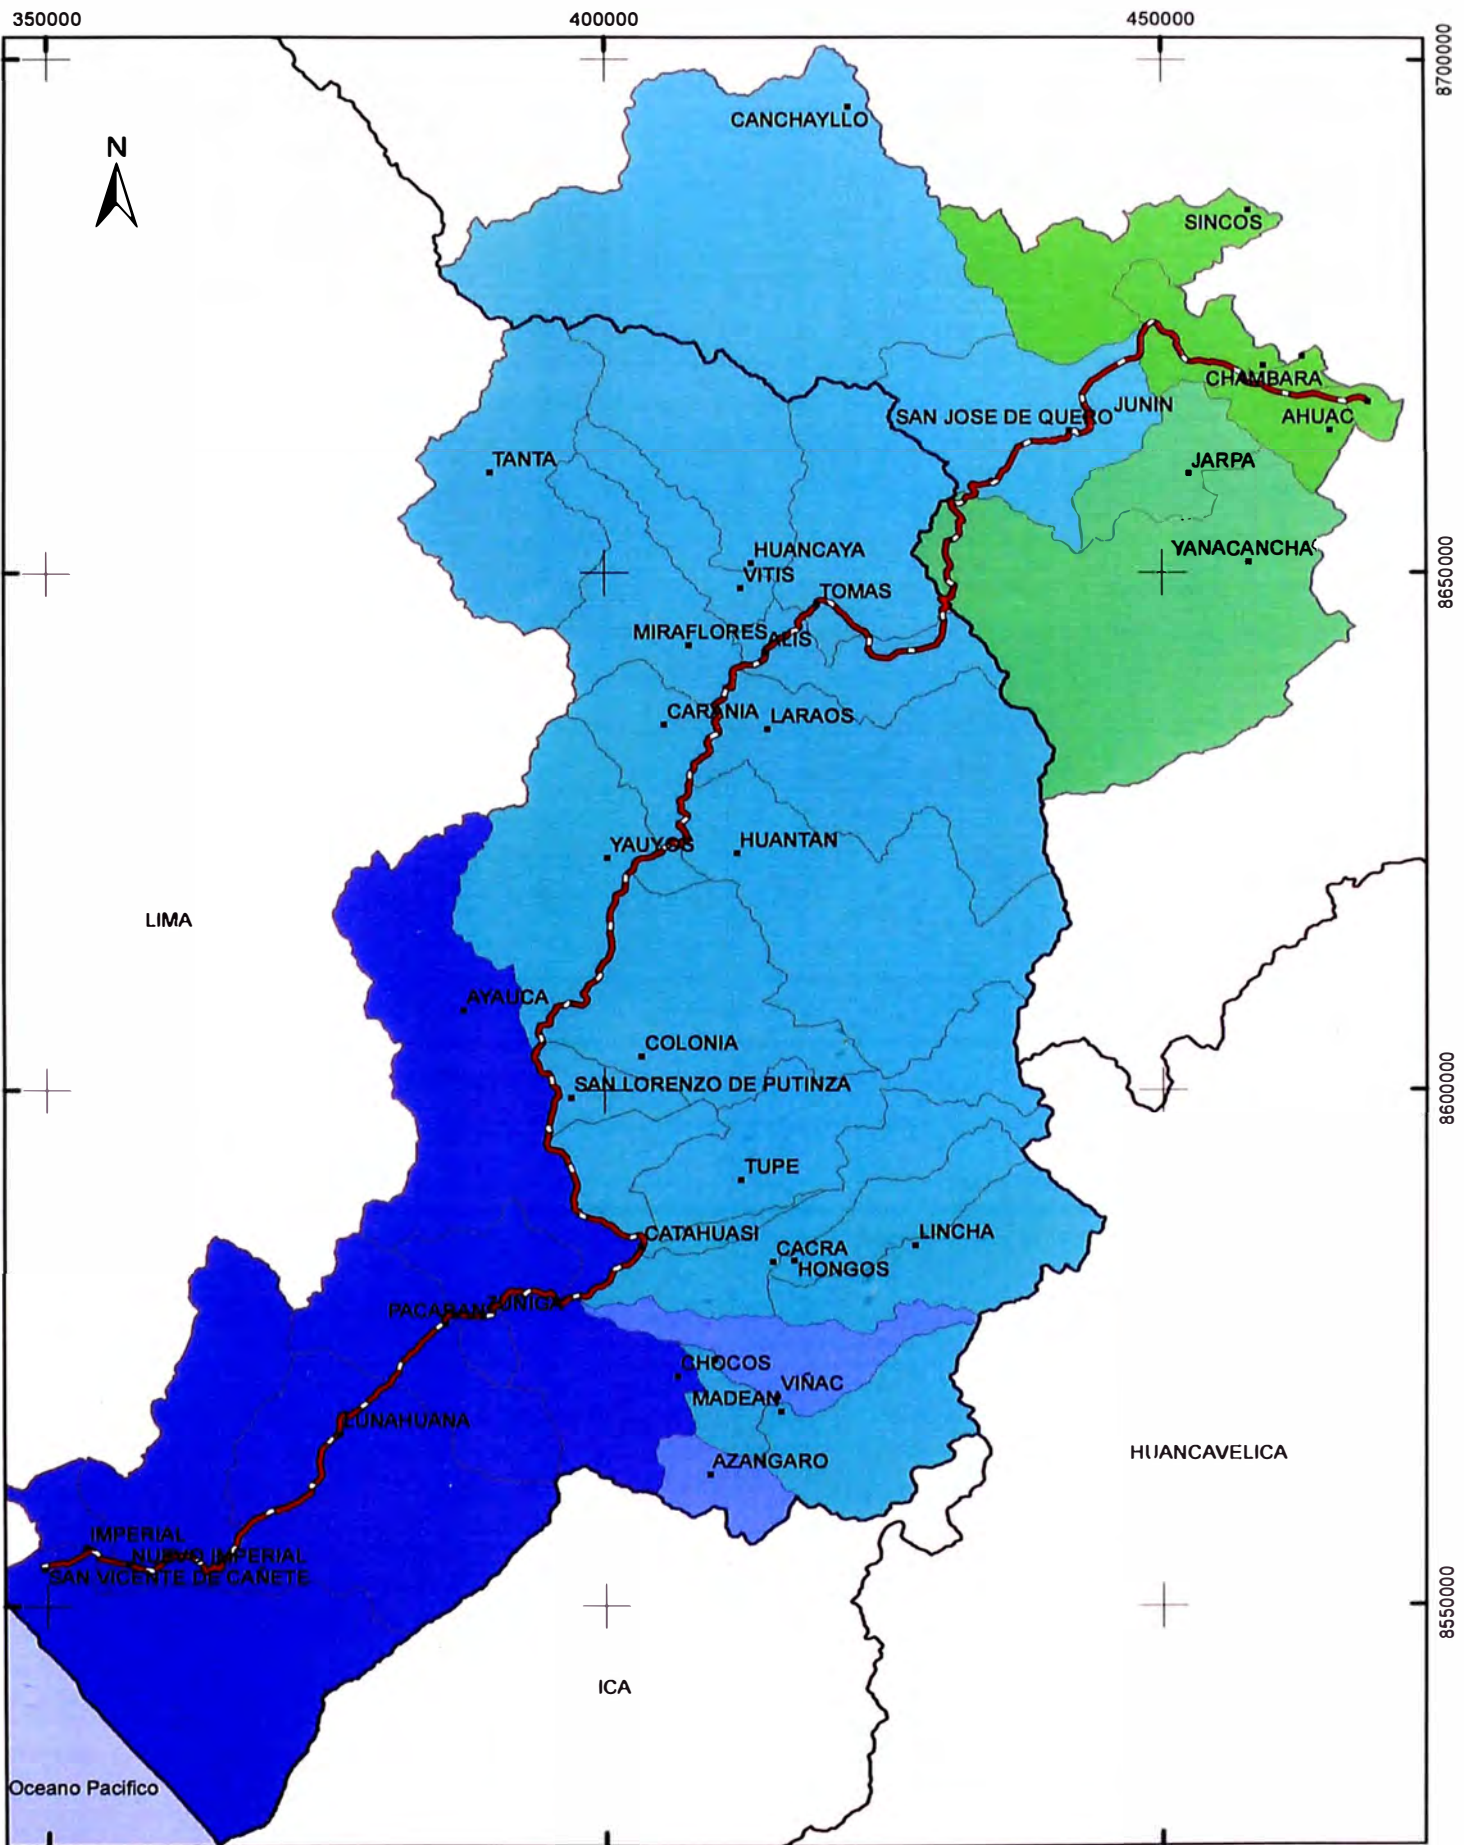 350000
400000
450000
8700000
N
CANCHAYLLO
SINCOS
CHAMBARA
JUNIN
SAN JOSE DE QUERO
AHUAC
TANTA
JARPA
HUANCAYA
YANACANCHA
VITIS
TOMAS
8650000
MIRAFLORES
ALIS
CARANIA
LARAOS
YAUYOS
HUANTAN
LIMA
AYAUCA
COLONIA
SAN LORENZO DE PUTINZA
8600000
TUPE
CATAHUASI
LINCHA
CACRA
HONGOS
PACARAN
ZUÑIGA
CHOCOS
VIÑAC
MADEAN
LUNAHUANA
HUANCAVELICA
AZANGARO
IMPERIAL
NUEVO IMPERIAL
SAN VICENTE DE CAÑETE
8550000
ICA
Oceano Pacifico